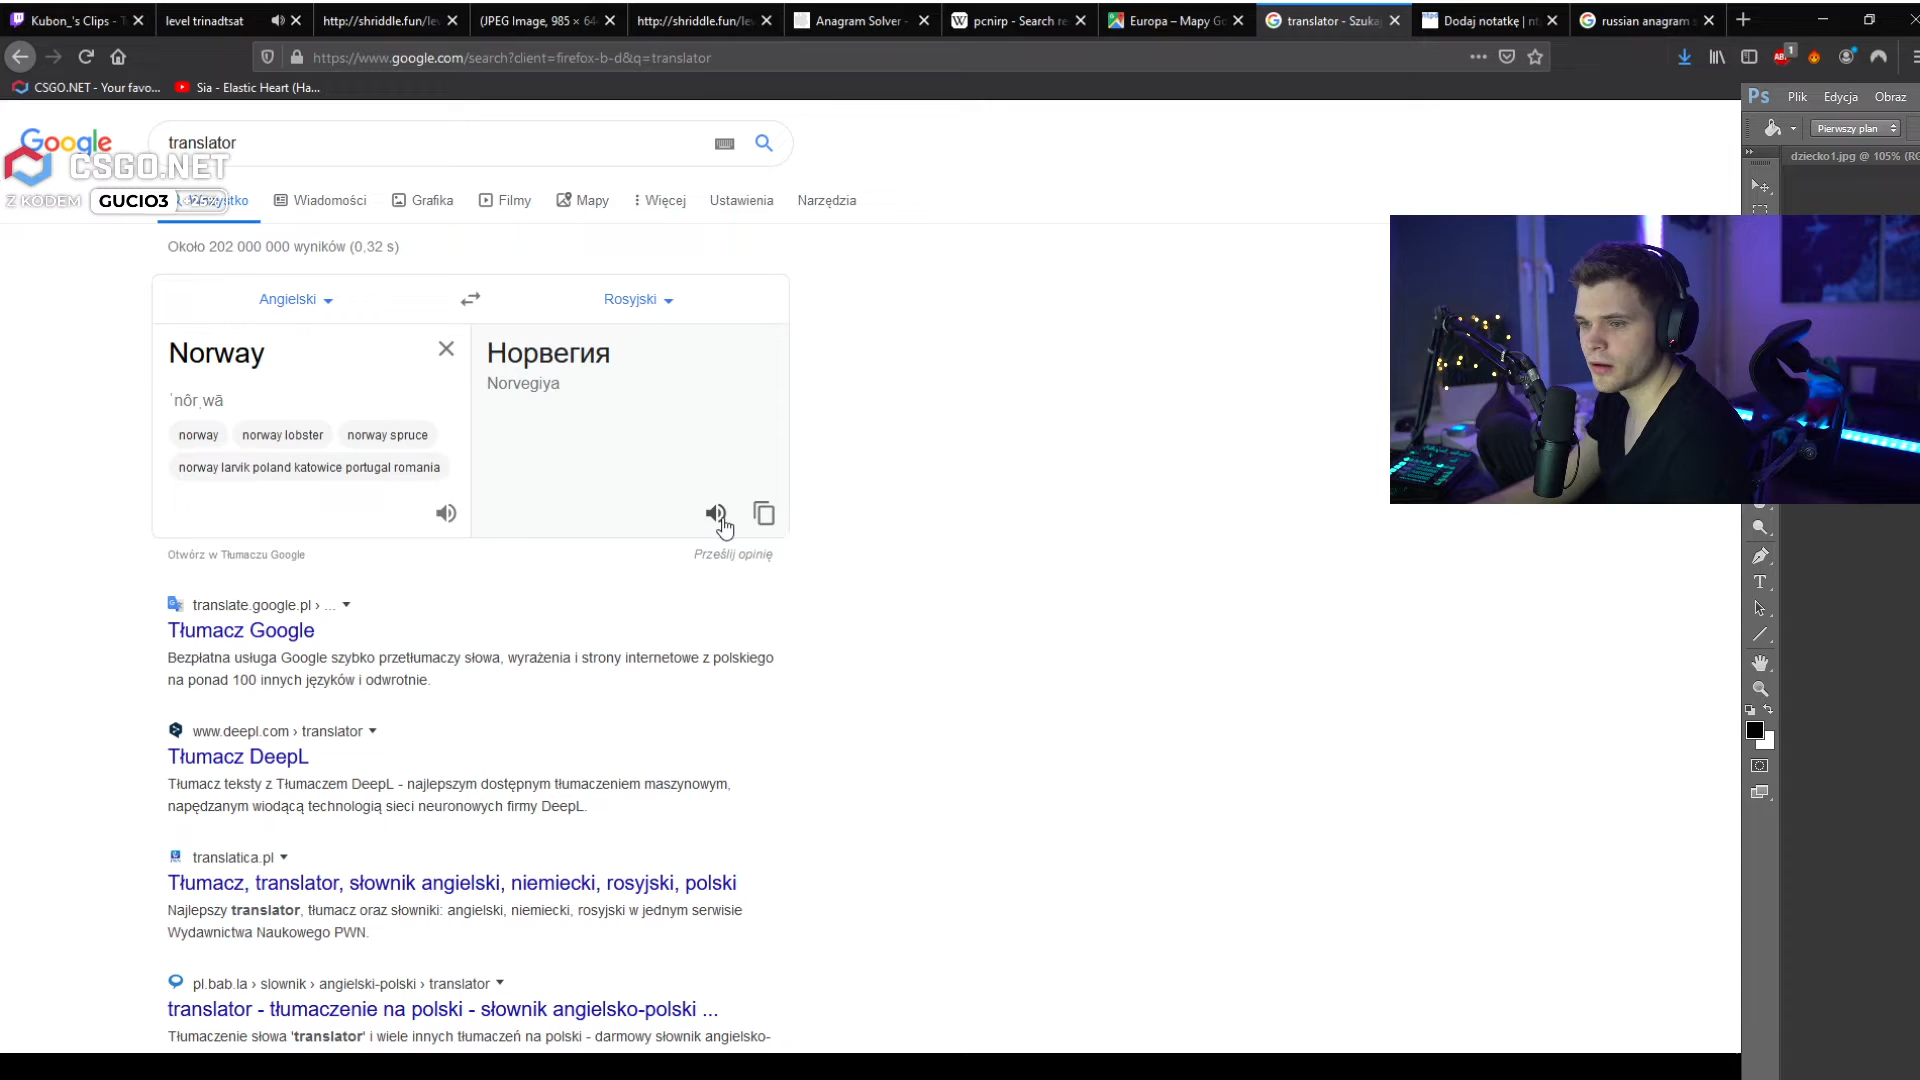 Kubon_'s Clips - T
level trinadtsat
http://shriddle.fun/le
(JPEG Image, 985 × 64
http://shriddle.fun/le
Anagram Solver -
pcnirp - Search re
Europa – Mapy Go
translator - Szuka
Dodaj notatkę | nt
russian anagram s
https://www.google.com/search?client=firefox-b-d&q=translator
1
CSGO.NET - Your favo...
Sia - Elastic Heart (Ha...
Ps
Plik
Edycja
Obraz
Pierwszy plan
dziecko1.jpg @ 105% (RG
Google
translator
CSGO.NET
Z KODEM
GUCIO3
Wszystko
Wiadomości
Grafika
Filmy
Mapy
Więcej
Ustawienia
Narzędzia
Około 202 000 000 wyników (0,32 s)
Angielski
Rosyjski
Norway
Норвегия
Norvegiya
ˈnôrˌwā
norway
norway lobster
norway spruce
norway larvik poland katowice portugal romania
Otwórz w Tłumaczu Google
Prześlij opinię
translate.google.pl › ...
Tłumacz Google
Bezpłatna usługa Google szybko przetłumaczy słowa, wyrażenia i strony internetowe z polskiego
na ponad 100 innych języków i odwrotnie.
www.deepl.com › translator
Tłumacz DeepL
Tłumacz teksty z Tłumaczem DeepL - najlepszym dostępnym tłumaczeniem maszynowym,
napędzanym wiodącą technologią sieci neuronowych firmy DeepL.
translatica.pl
Tłumacz, translator, słownik angielski, niemiecki, rosyjski, polski
Najlepszy translator, tłumacz oraz słowniki: angielski, niemiecki, rosyjski w jednym serwisie
Wydawnictwa Naukowego PWN.
pl.bab.la › slownik › angielski-polski › translator
translator - tłumaczenie na polski - słownik angielsko-polski ...
Tłumaczenie słowa 'translator' i wiele innych tłumaczeń na polski - darmowy słownik angielsko-